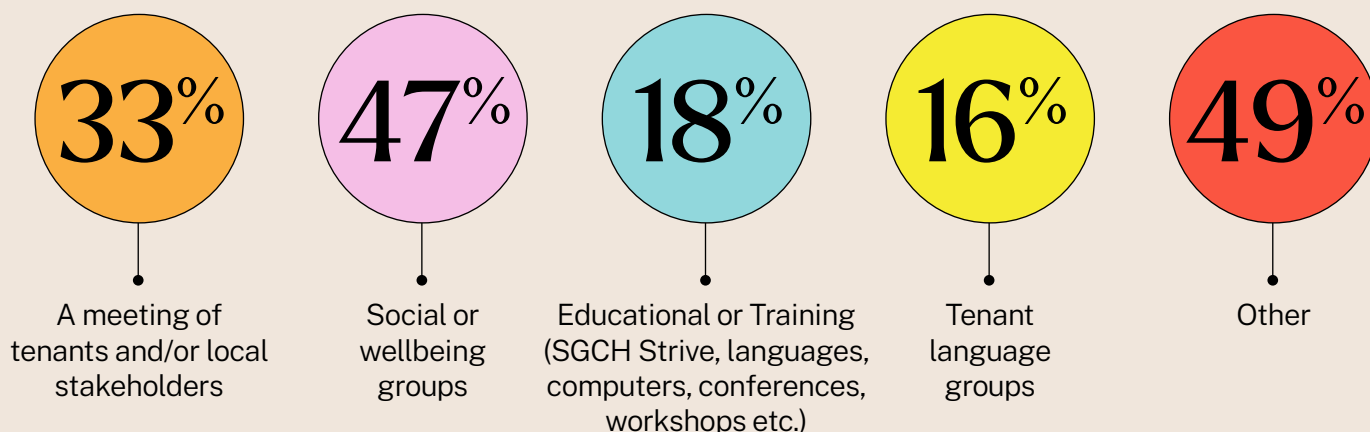 33%
47%
18%
16%
49%
A meeting of
tenants and/or local
stakeholders
Social or
wellbeing
groups
Educational or Training
(SGCH Strive, languages,
computers, conferences,
workshops etc.)
Tenant
language
groups
Other